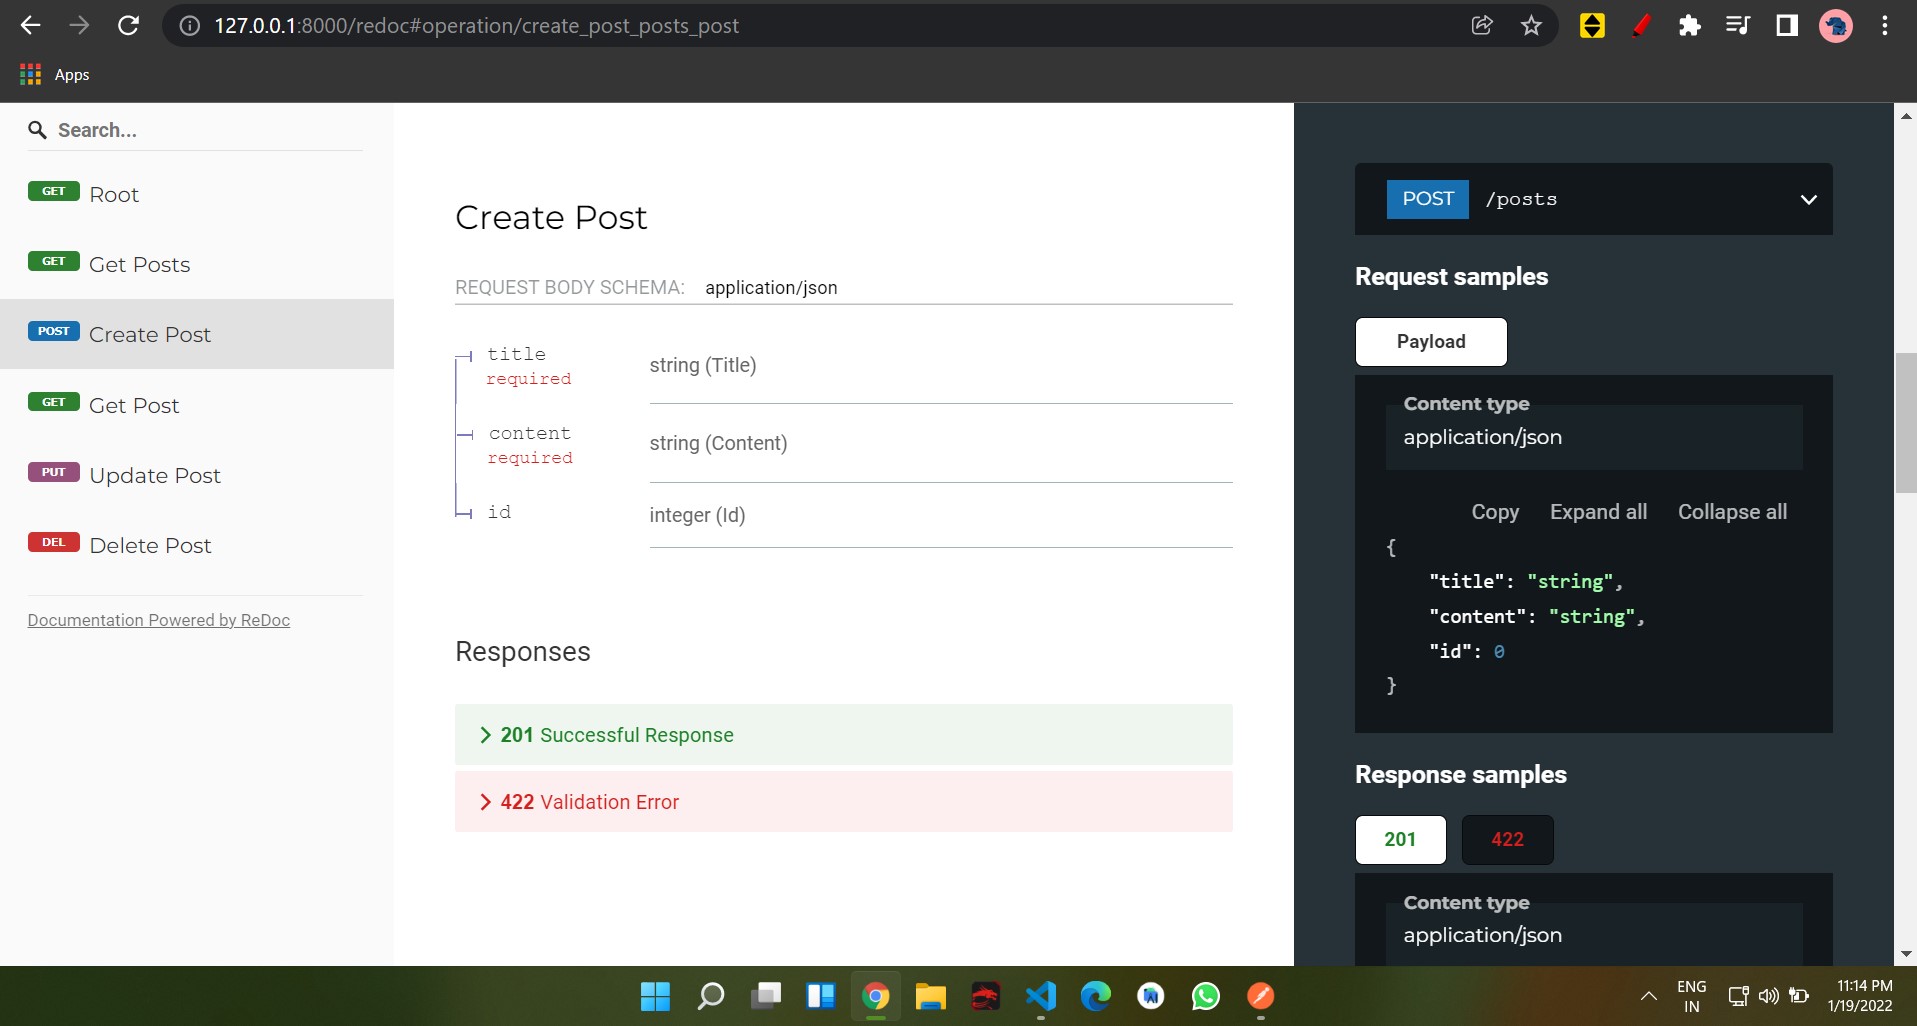 127.0.0.1:8000/redoc#operation/create_post_posts_post
Apps
Search...
GET Root
GET Get Posts
POST Create Post
GET Get Post
PUT Update Post
DEL Delete Post
Documentation Powered by ReDoc
Create Post
REQUEST BODY SCHEMA: application/json
title
required
string (Title)
content
required
string (Content)
id
integer (Id)
Responses
201 Successful Response
422 Validation Error
POST /posts
Request samples
Payload
Content type
application/json
Copy Expand all Collapse all
{
"title": "string",
"content": "string",
"id": 0
}
Response samples
201 422
Content type
application/json
ENG
IN
11:14 PM
1/19/2022